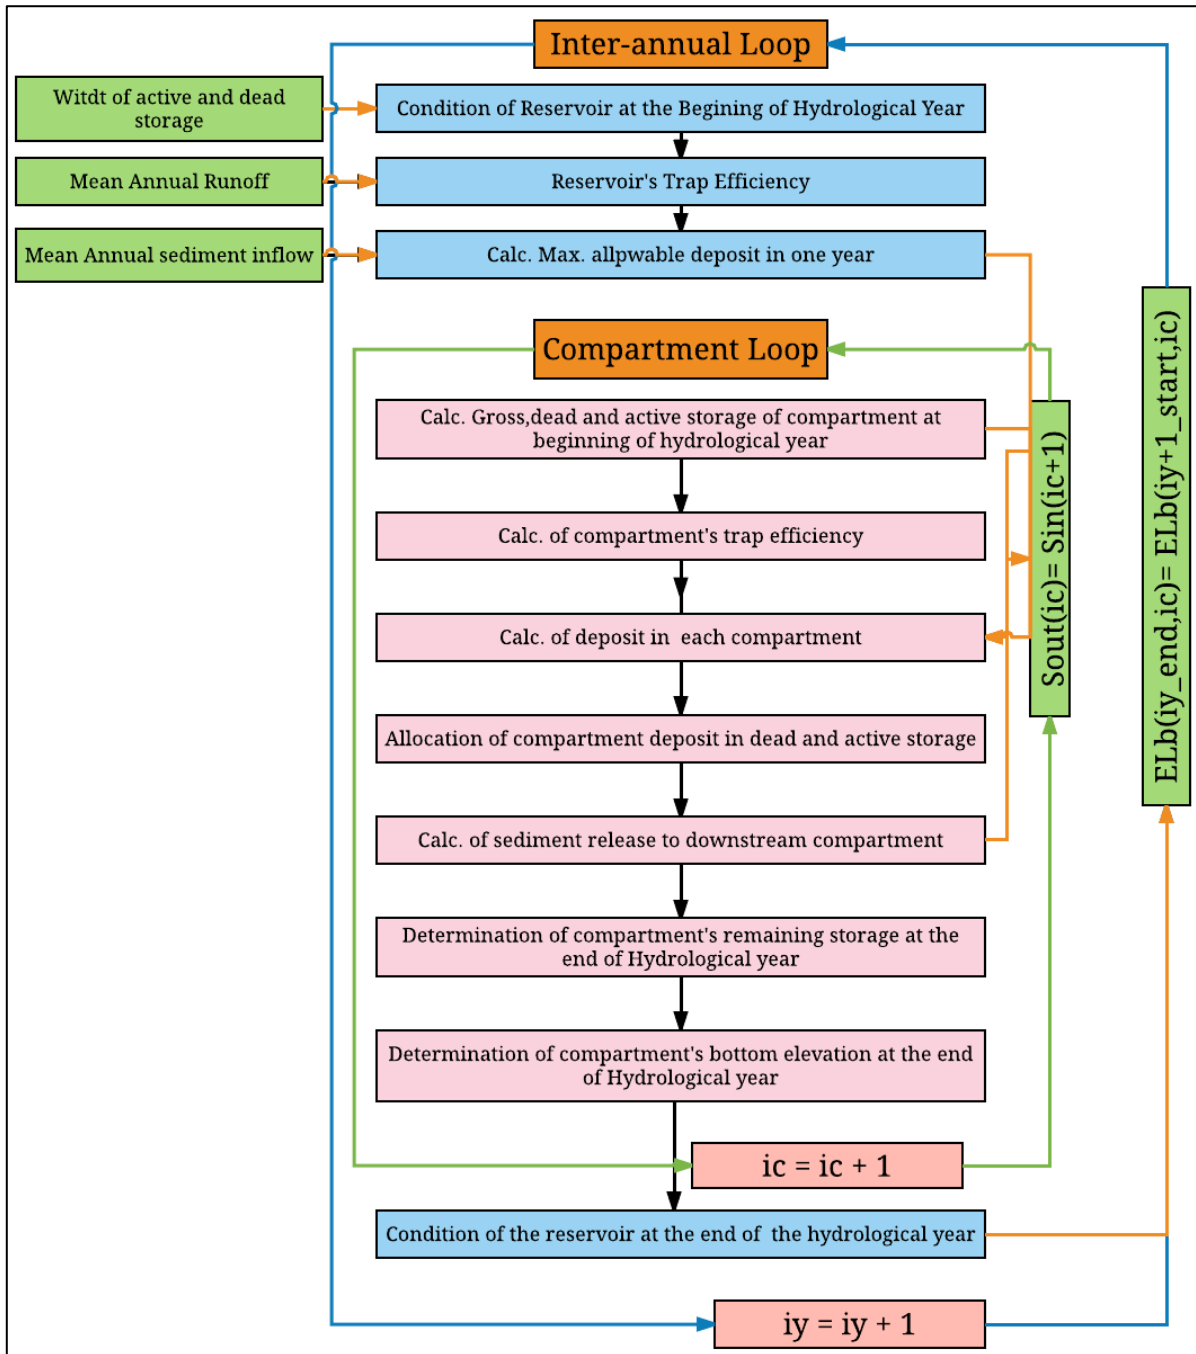 Inter-annual Loop
Witdt of active and dead
storage
Condition of Reservoir at the Begining of Hydrological Year
Mean Annual Runoff
Reservoir's Trap Efficiency
Mean Annual sediment inflow
Calc. Max. allpwable deposit in one year
Compartment Loop
Calc. Gross,dead and active storage of compartment at
beginning of hydrological year
Calc. of compartment's trap efficiency
Calc. of deposit in  each compartment
Allocation of compartment deposit in dead and active storage
Calc. of sediment release to downstream compartment
Determination of compartment's remaining storage at the
end of Hydrological year
Determination of compartment's bottom elevation at the end
of Hydrological year
ic = ic + 1
Condition of the reservoir at the end of  the hydrological year
iy = iy + 1
Sout(ic)= Sin(ic+1)
ELb(iy_end,ic)= ELb(iy+1_start,ic)